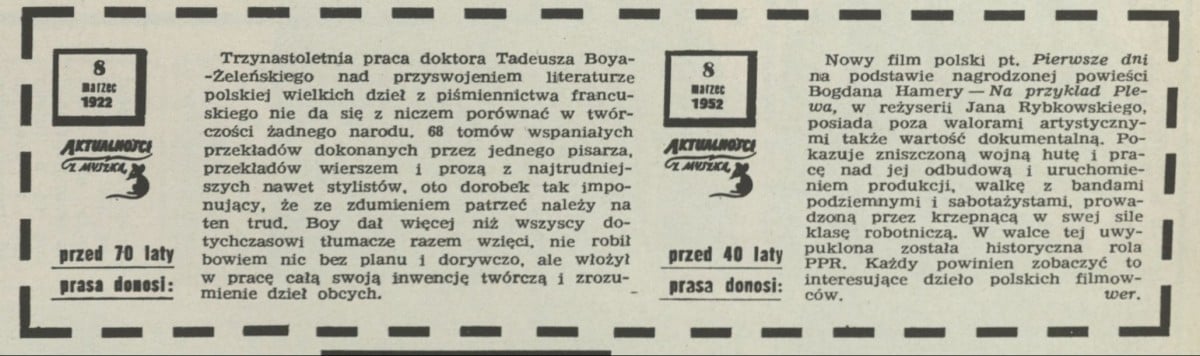 8
marzec
1922
AKTUALNOŚCI
Z MYSZKĄ
przed 70 laty
prasa donosi:
Trzynastoletnia praca doktora Tadeusza Boya-
-Żeleńskiego nad przyswojeniem literaturze
polskiej wielkich dzieł z piśmiennictwa francu-
skiego nie da się z niczem porównać w twór-
czości żadnego narodu. 68 tomów wspaniałych
przekładów dokonanych przez jednego pisarza,
przekładów wierszem i prozą z najtrudniej-
szych nawet stylistów, oto dorobek tak impo-
nujący, że ze zdumieniem patrzeć należy na
ten trud. Boy dał więcej niż wszyscy do-
tychczasowi tłumacze razem wzięci, nie robił
bowiem nic bez planu i dorywczo, ale włożył
w pracę całą swoją inwencję twórczą i zrozu-
mienie dzieł obcych.
8
marzec
1952
AKTUALNOŚCI
Z MYSZKĄ
przed 40 laty
prasa donosi:
Nowy film polski pt. Pierwsze dni
na podstawie nagrodzonej powieści
Bogdana Hamery — Na przykład Ple-
wa, w reżyserii Jana Rybkowskiego,
posiada poza walorami artystyczny-
mi także wartość dokumentalną. Po-
kazuje zniszczoną wojną hutę i pra-
cę nad jej odbudową i uruchomie-
niem produkcji, walkę z bandami
podziemnymi i sabotażystami, prowa-
dzoną przez krzepnącą w swej sile
klasę robotniczą. W walce tej uwy-
puklona została historyczna rola
PPR. Każdy powinien zobaczyć to
interesujące dzieło polskich filmow-
ców. wer.